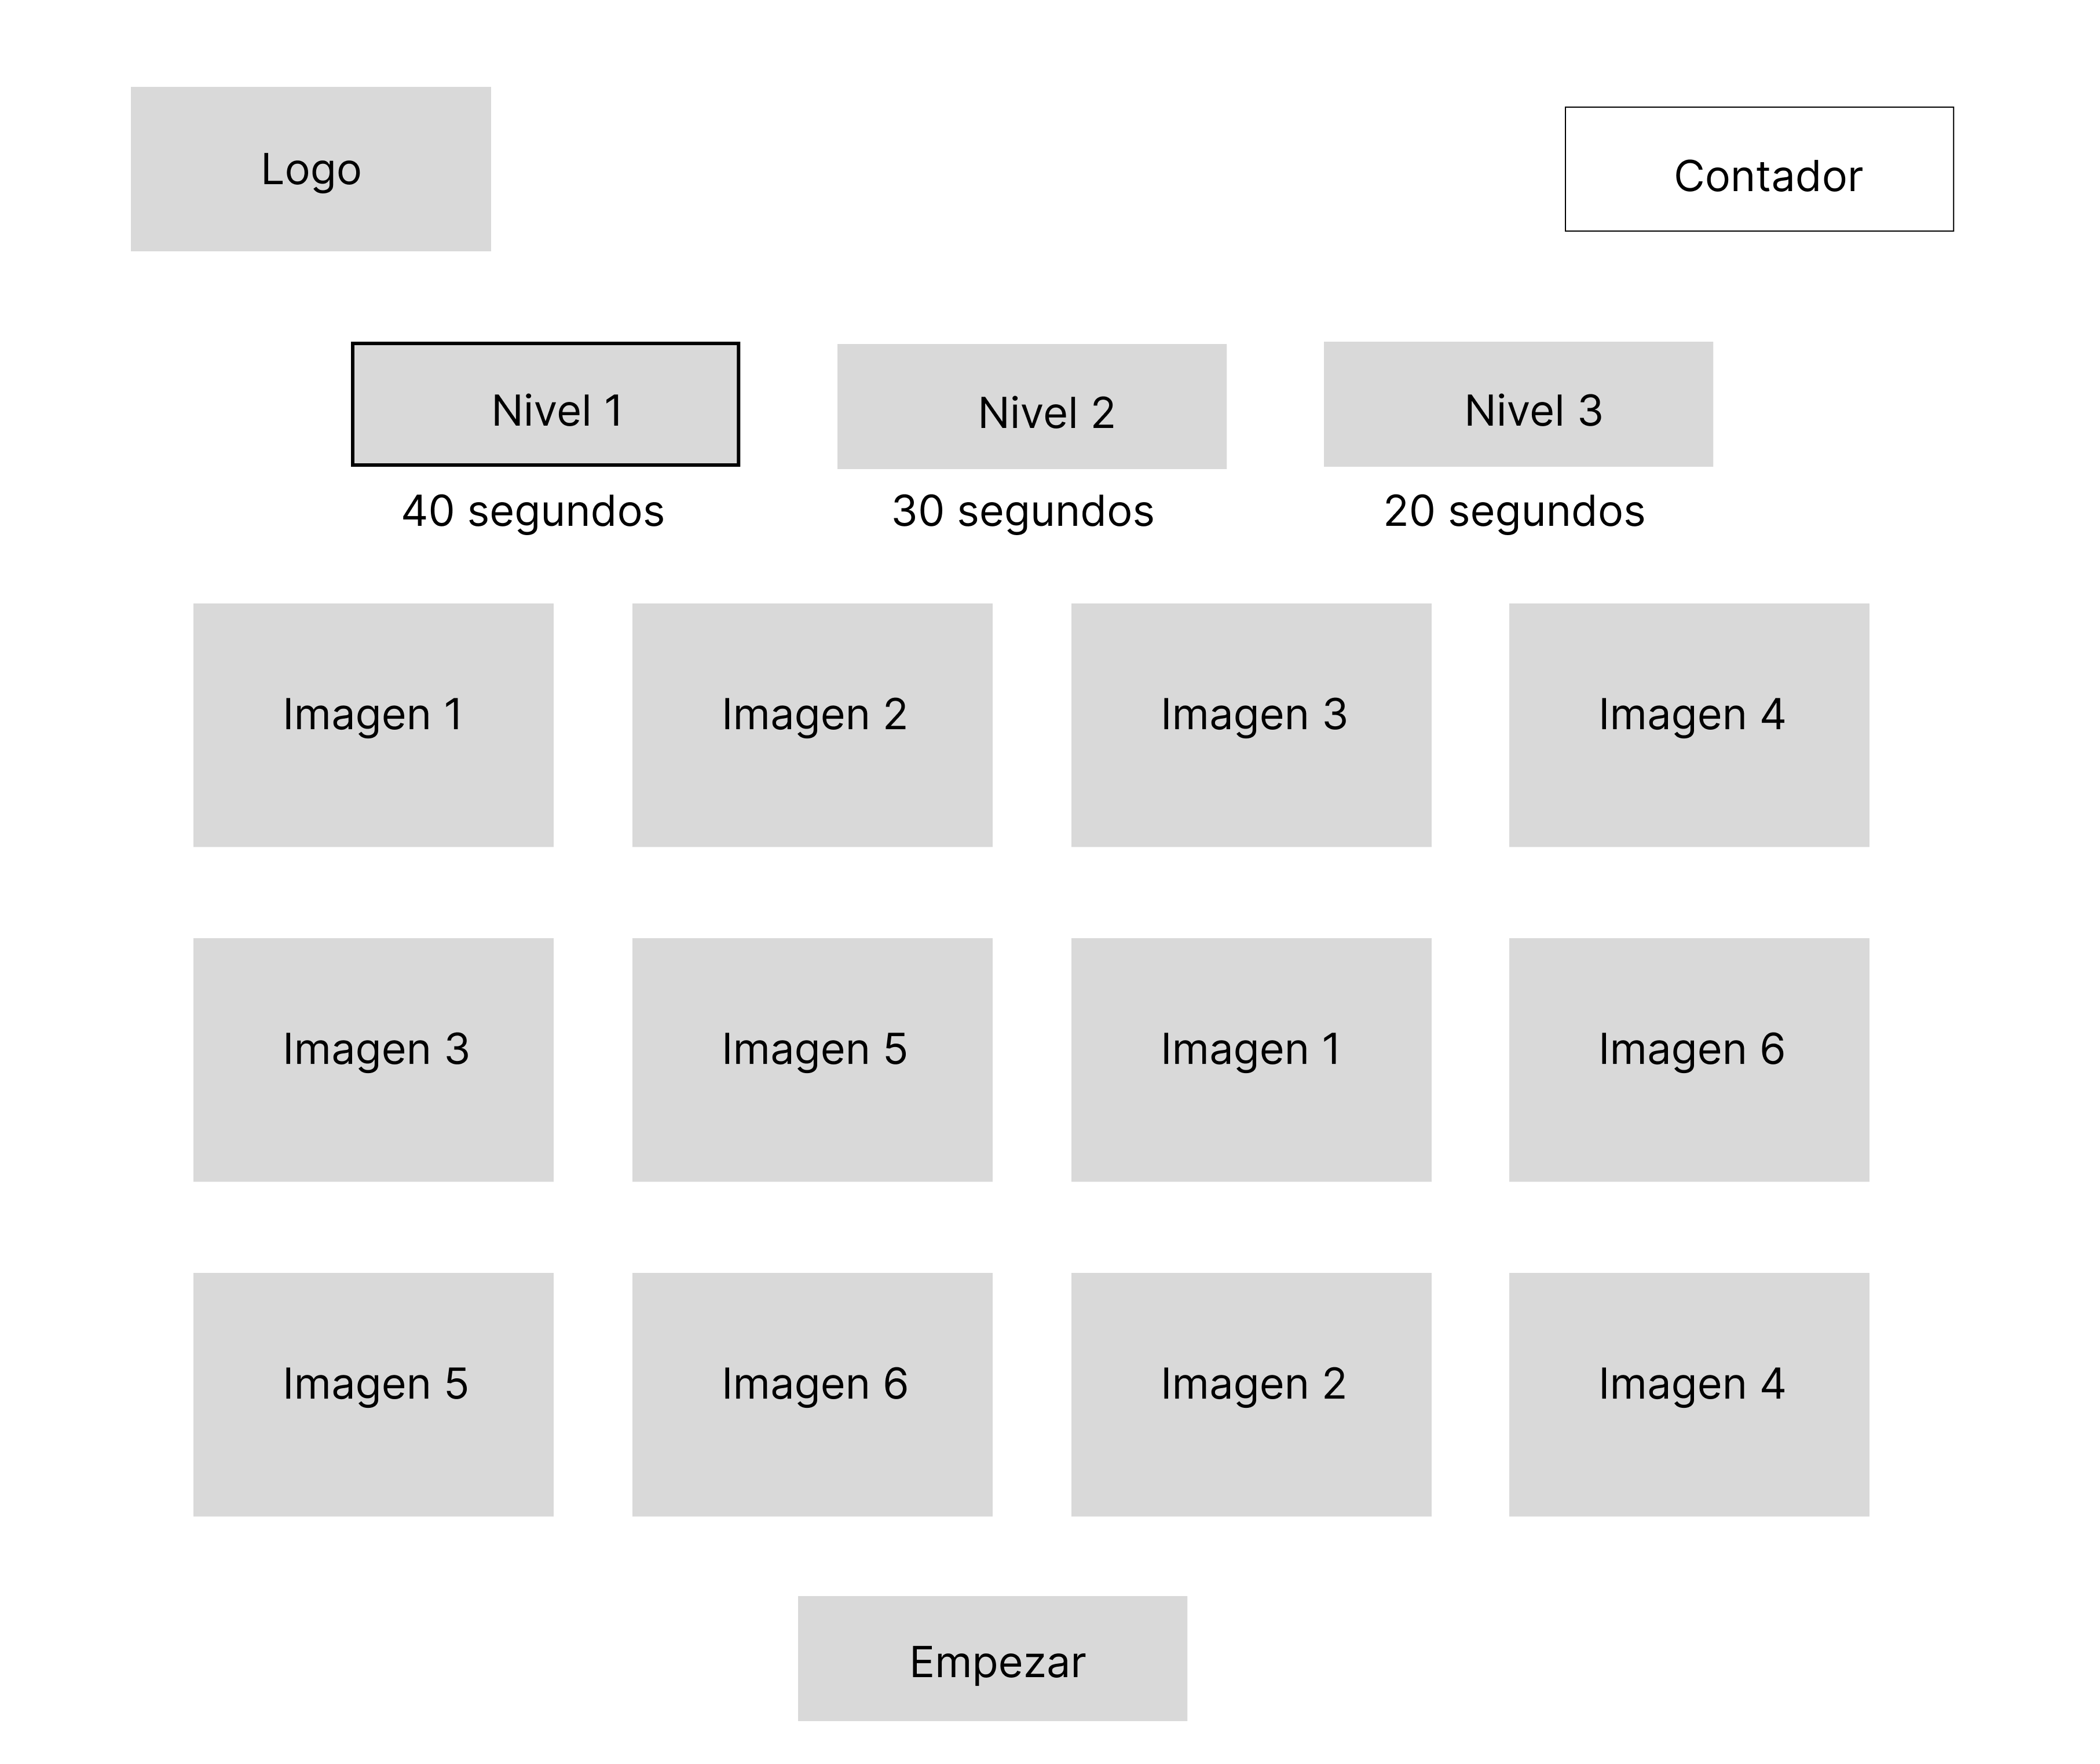 Logo
Contador
Nivel 1
Nivel 2
Nivel 3
40 segundos
30 segundos
20 segundos
Imagen 1
Imagen 2
Imagen 3
Imagen 4
Imagen 3
Imagen 5
Imagen 1
Imagen 6
Imagen 5
Imagen 6
Imagen 2
Imagen 4
Empezar